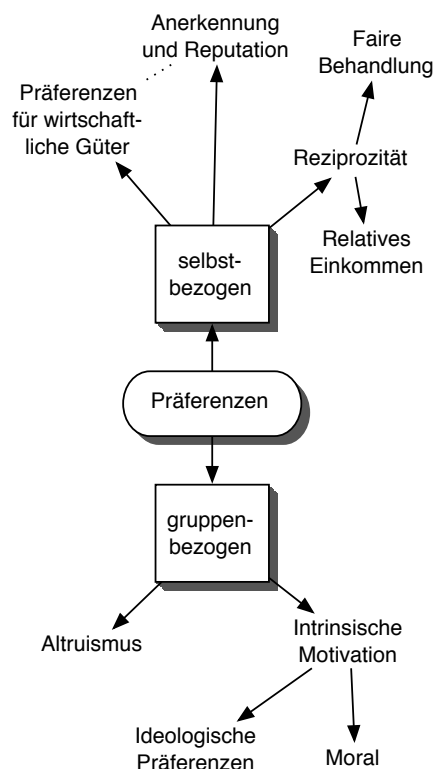 Anerkennung
und Reputation
Faire
Behandlung
Präferenzen
für wirtschaft-
liche Güter
Reziprozität
Relatives
Einkommen
selbst-
bezogen
Präferenzen
gruppen-
bezogen
Altruismus
Intrinsische
Motivation
Ideologische
Präferenzen
Moral